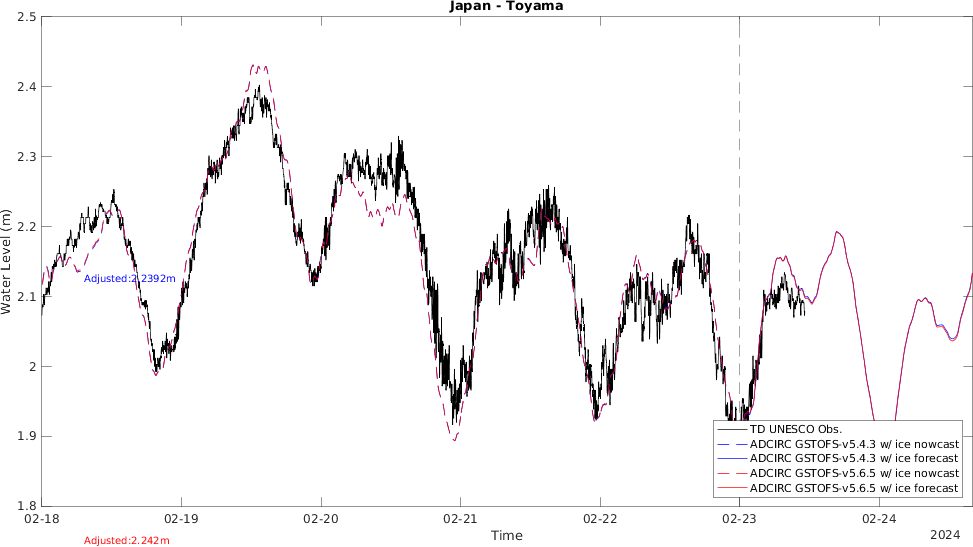 Japan - Toyama
2.5
2.4
2.3
2.2
2.1
2
1.9
1.8
Water Level (m)
Adjusted:2.2392m
TD UNESCO Obs.
ADCIRC GSTOFS-v5.4.3 w/ ice nowcast
ADCIRC GSTOFS-v5.4.3 w/ ice forecast
ADCIRC GSTOFS-v5.6.5 w/ ice nowcast
ADCIRC GSTOFS-v5.6.5 w/ ice forecast
02-18
02-19
02-20
02-21
02-22
02-23
02-24
Time
2024
Adjusted:2.242m